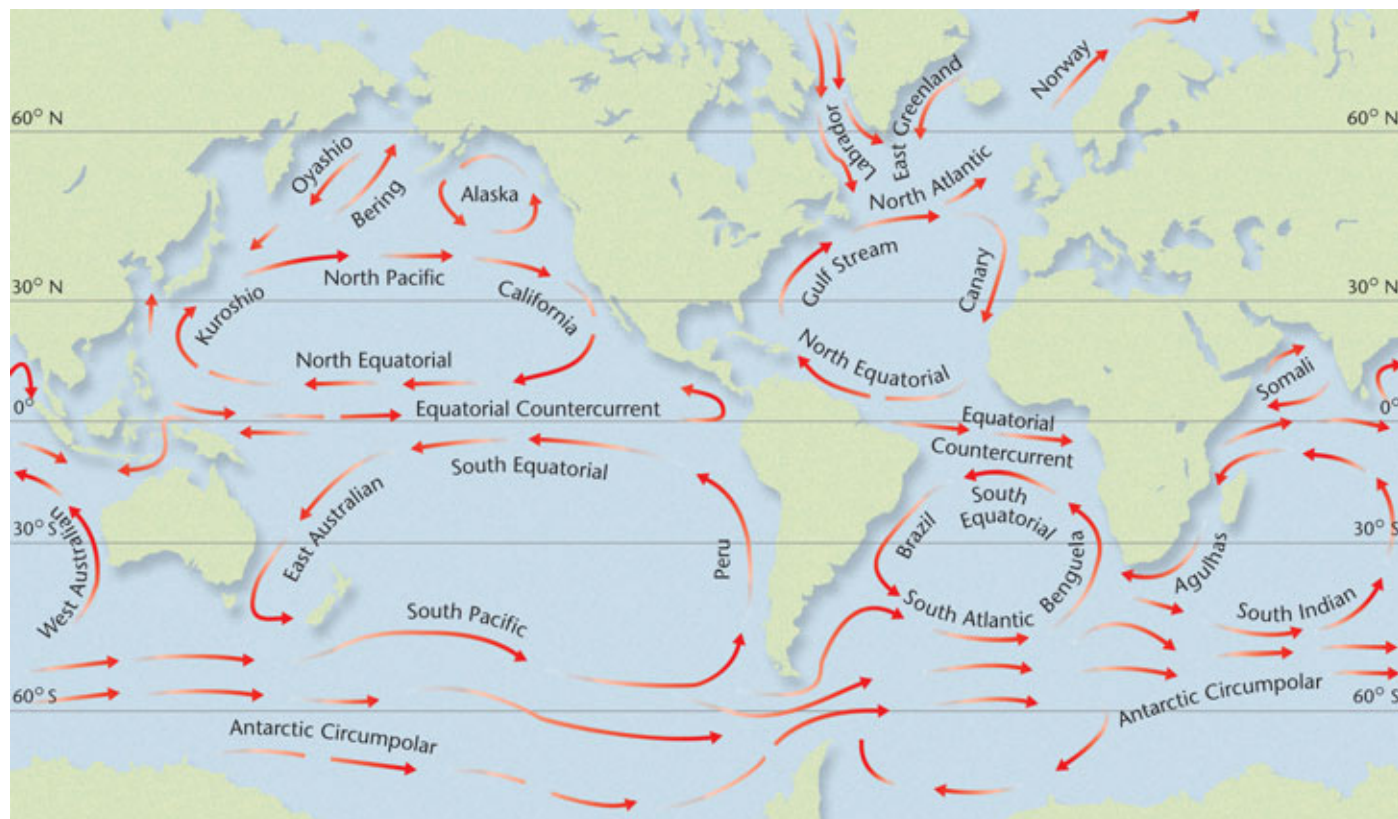 60° N
60° N
30° N
30° N
0°
0°
30° S
30° S
60° S
60° S
Oyashio
Bering
Alaska
North Pacific
Kuroshio
California
North Equatorial
Equatorial Countercurrent
South Equatorial
East Australian
West Australian
South Pacific
Peru
Antarctic Circumpolar
Labrador
East Greenland
Norway
North Atlantic
Gulf Stream
Canary
North Equatorial
Equatorial
Countercurrent
South
Equatorial
Brazil
Benguela
South Atlantic
Somali
Agulhas
South Indian
Antarctic Circumpolar